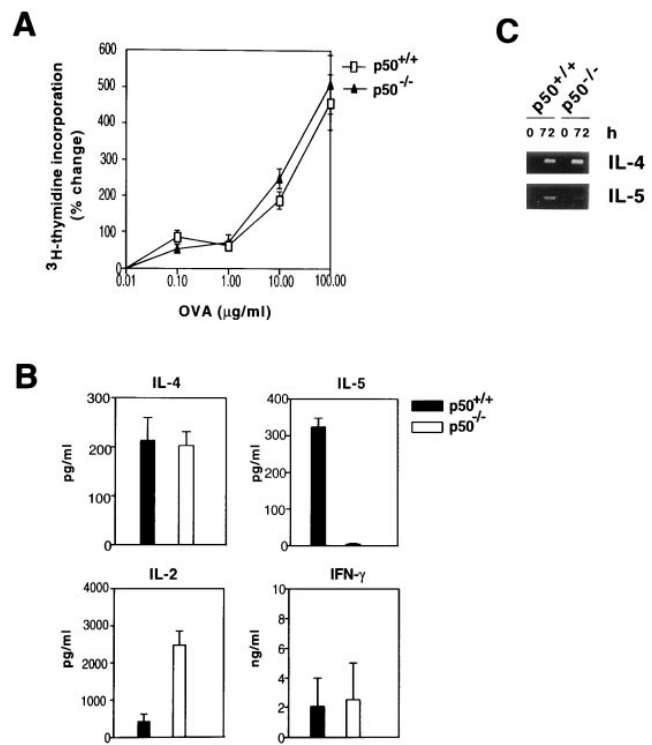 A
³H-thymidine incorporation
(% change)
600
500
400
300
200
100
0
0.01
0.10
1.00
10.00
100.00
OVA (μg/ml)
p50+/+
p50-/-
C
p50+/+
p50-/-
0 72 0 72 h
IL-4
IL-5
B
IL-4
pg/ml
300
200
100
0
IL-5
pg/ml
400
300
200
100
0
p50+/+
p50-/-
IL-2
pg/ml
4000
3000
2000
1000
0
IFN-γ
ng/ml
10
8
6
4
2
0